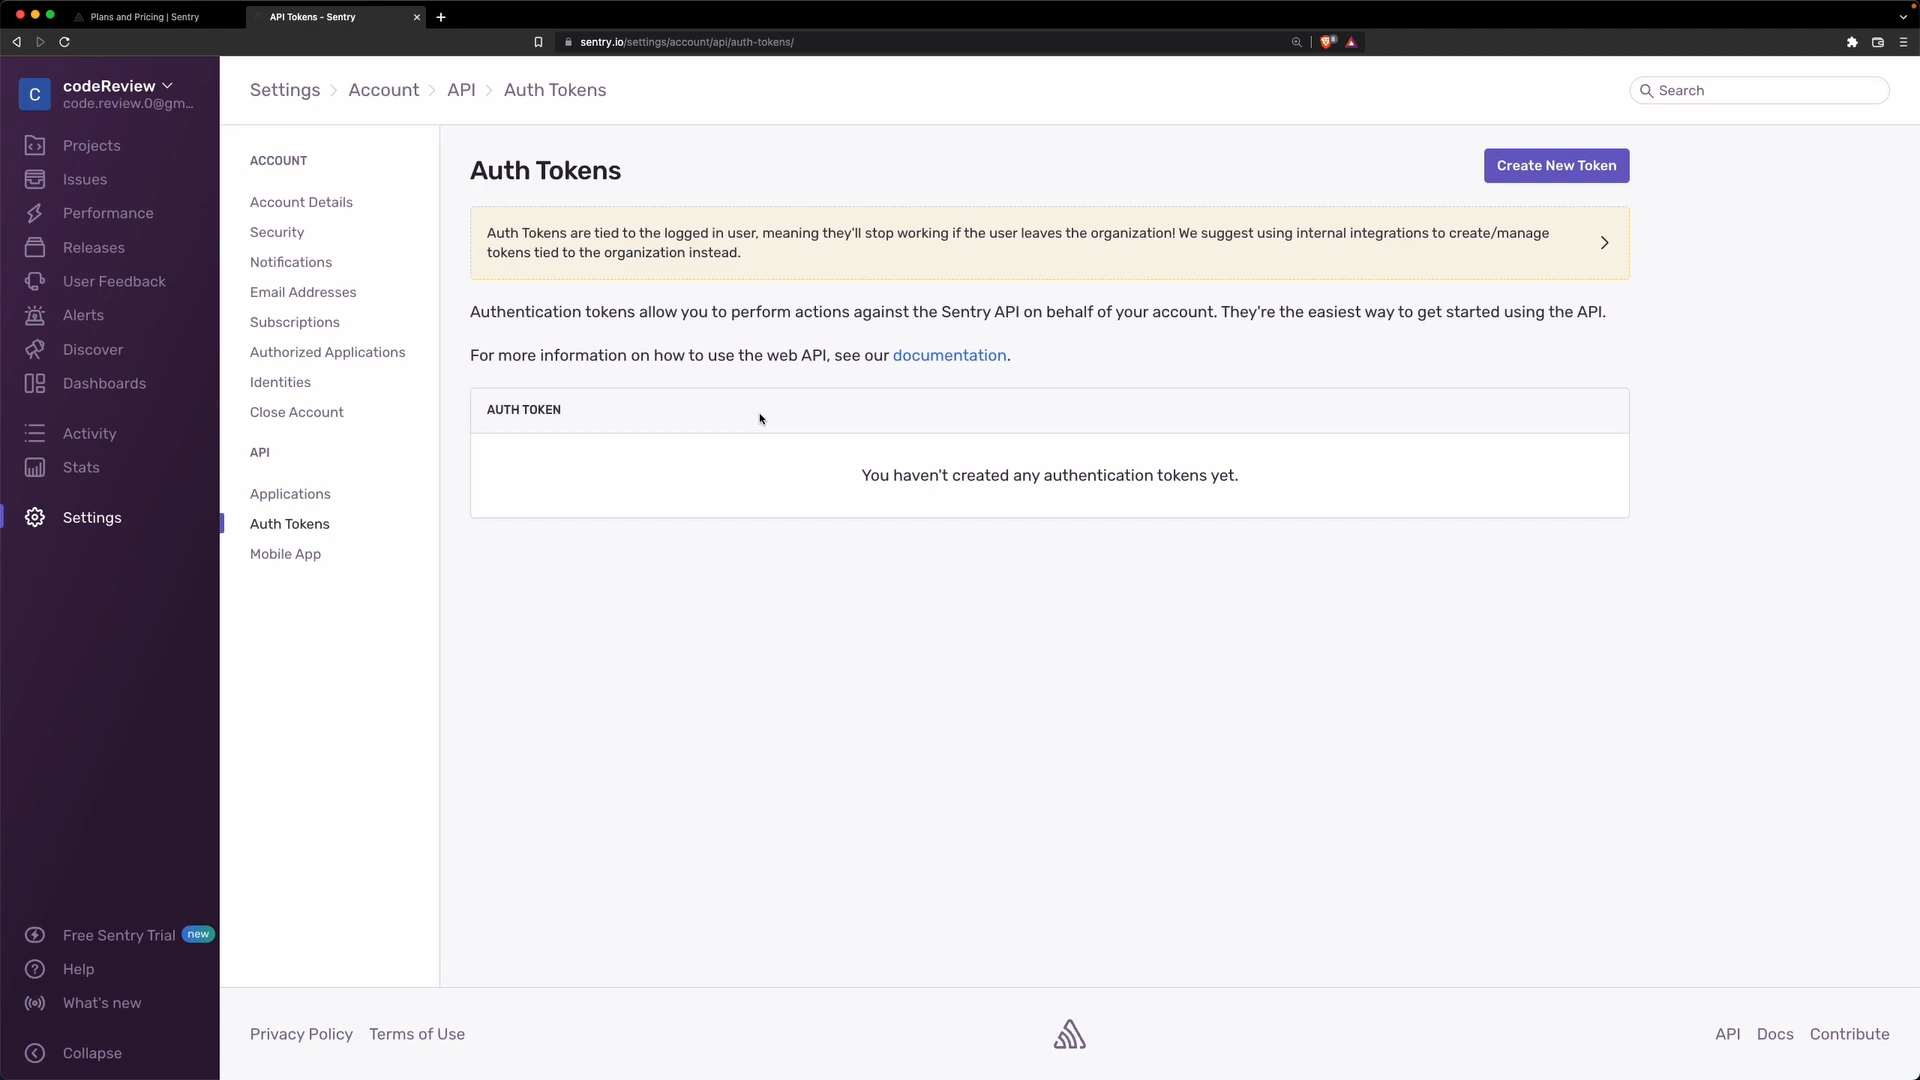 Plans and Pricing | Sentry
API Tokens - Sentry
sentry.io/settings/account/api/auth-tokens/
C
codeReview
code.review.0@gm...
Projects
Issues
Performance
Releases
User Feedback
Alerts
Discover
Dashboards
Activity
Stats
Settings
Free Sentry Trial new
Help
What's new
Collapse
Settings > Account > API > Auth Tokens
Search
ACCOUNT
Account Details
Security
Notifications
Email Addresses
Subscriptions
Authorized Applications
Identities
Close Account
API
Applications
Auth Tokens
Mobile App
Auth Tokens
Create New Token
Auth Tokens are tied to the logged in user, meaning they'll stop working if the user leaves the organization! We suggest using internal integrations to create/manage
tokens tied to the organization instead.
Authentication tokens allow you to perform actions against the Sentry API on behalf of your account. They're the easiest way to get started using the API.
For more information on how to use the web API, see our documentation.
AUTH TOKEN
You haven't created any authentication tokens yet.
Privacy Policy Terms of Use
API Docs Contribute